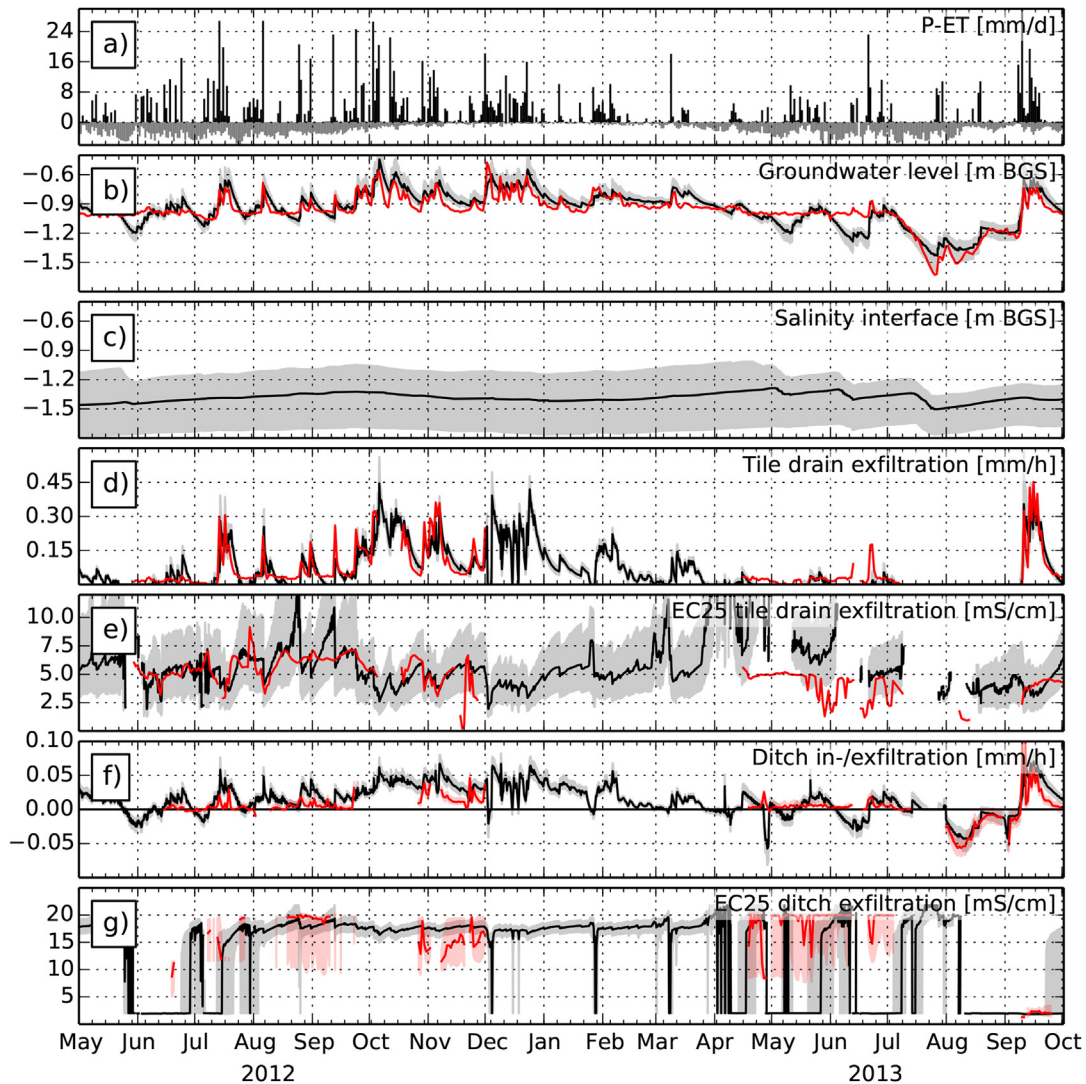 a)
P-ET [mm/d]
24
16
8
0
b)
Groundwater level [m BGS]
−0.6
−0.9
−1.2
−1.5
c)
Salinity interface [m BGS]
−0.6
−0.9
−1.2
−1.5
d)
Tile drain exfiltration [mm/h]
0.45
0.30
0.15
e)
EC25 tile drain exfiltration [mS/cm]
10.0
7.5
5.0
2.5
f)
Ditch in-/exfiltration [mm/h]
0.10
0.05
0.00
−0.05
g)
EC25 ditch exfiltration [mS/cm]
20
15
10
5
May Jun Jul Aug Sep Oct Nov Dec Jan Feb Mar Apr May Jun Jul Aug Sep Oct
2012 2013